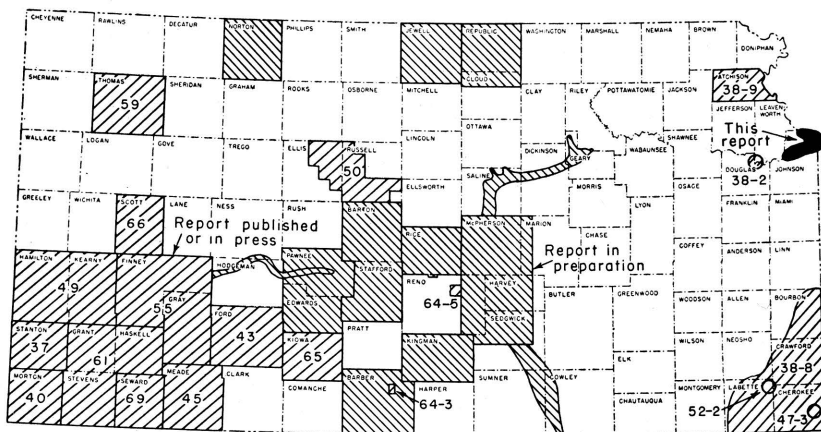 CHEYENNE
RAWLINS
DECATUR
NORTON
PHILLIPS
SMITH
JEWELL
REPUBLIC
WASHINGTON
MARSHALL
NEMAHA
BROWN
DONIPHAN
SHERMAN
THOMAS
59
SHERIDAN
GRAHAM
ROOKS
OSBORNE
MITCHELL
CLOUD
CLAY
RILEY
POTTAWATOMIE
JACKSON
ATCHISON
38-9
JEFFERSON
LEAVEN
WORTH
This
report
WALLACE
LOGAN
GOVE
TREGO
ELLIS
RUSSELL
50
LINCOLN
OTTAWA
SALINE
DICKINSON
GEARY
WABAUNSEE
SHAWNEE
DOUGLAS
38-2
JOHNSON
GREELEY
WICHITA
SCOTT
66
LANE
NESS
RUSH
BARTON
ELLSWORTH
MCPHERSON
MARION
MORRIS
CHASE
LYON
OSAGE
FRANKLIN
MIAMI
Report published
or in press
HAMILTON
KEARNY
49
FINNEY
55
GRAY
HODGEMAN
PAWNEE
STAFFORD
EDWARDS
RICE
RENO
64-5
HARVEY
SEDGWICK
Report in
preparation
BUTLER
GREENWOOD
COFFEY
ANDERSON
LINN
WOODSON
ALLEN
BOURBON
STANTON
37
GRANT
61
HASKELL
FORD
43
KIOWA
65
PRATT
KINGMAN
ELK
WILSON
NEOSHO
CRAWFORD
38-8
MORTON
40
STEVENS
SEWARD
69
MEADE
45
CLARK
COMANCHE
BARBER
HARPER
64-3
SUMNER
COWLEY
CHAUTAUQUA
MONTGOMERY
52-2
LABETTE
CHEROKEE
47-3